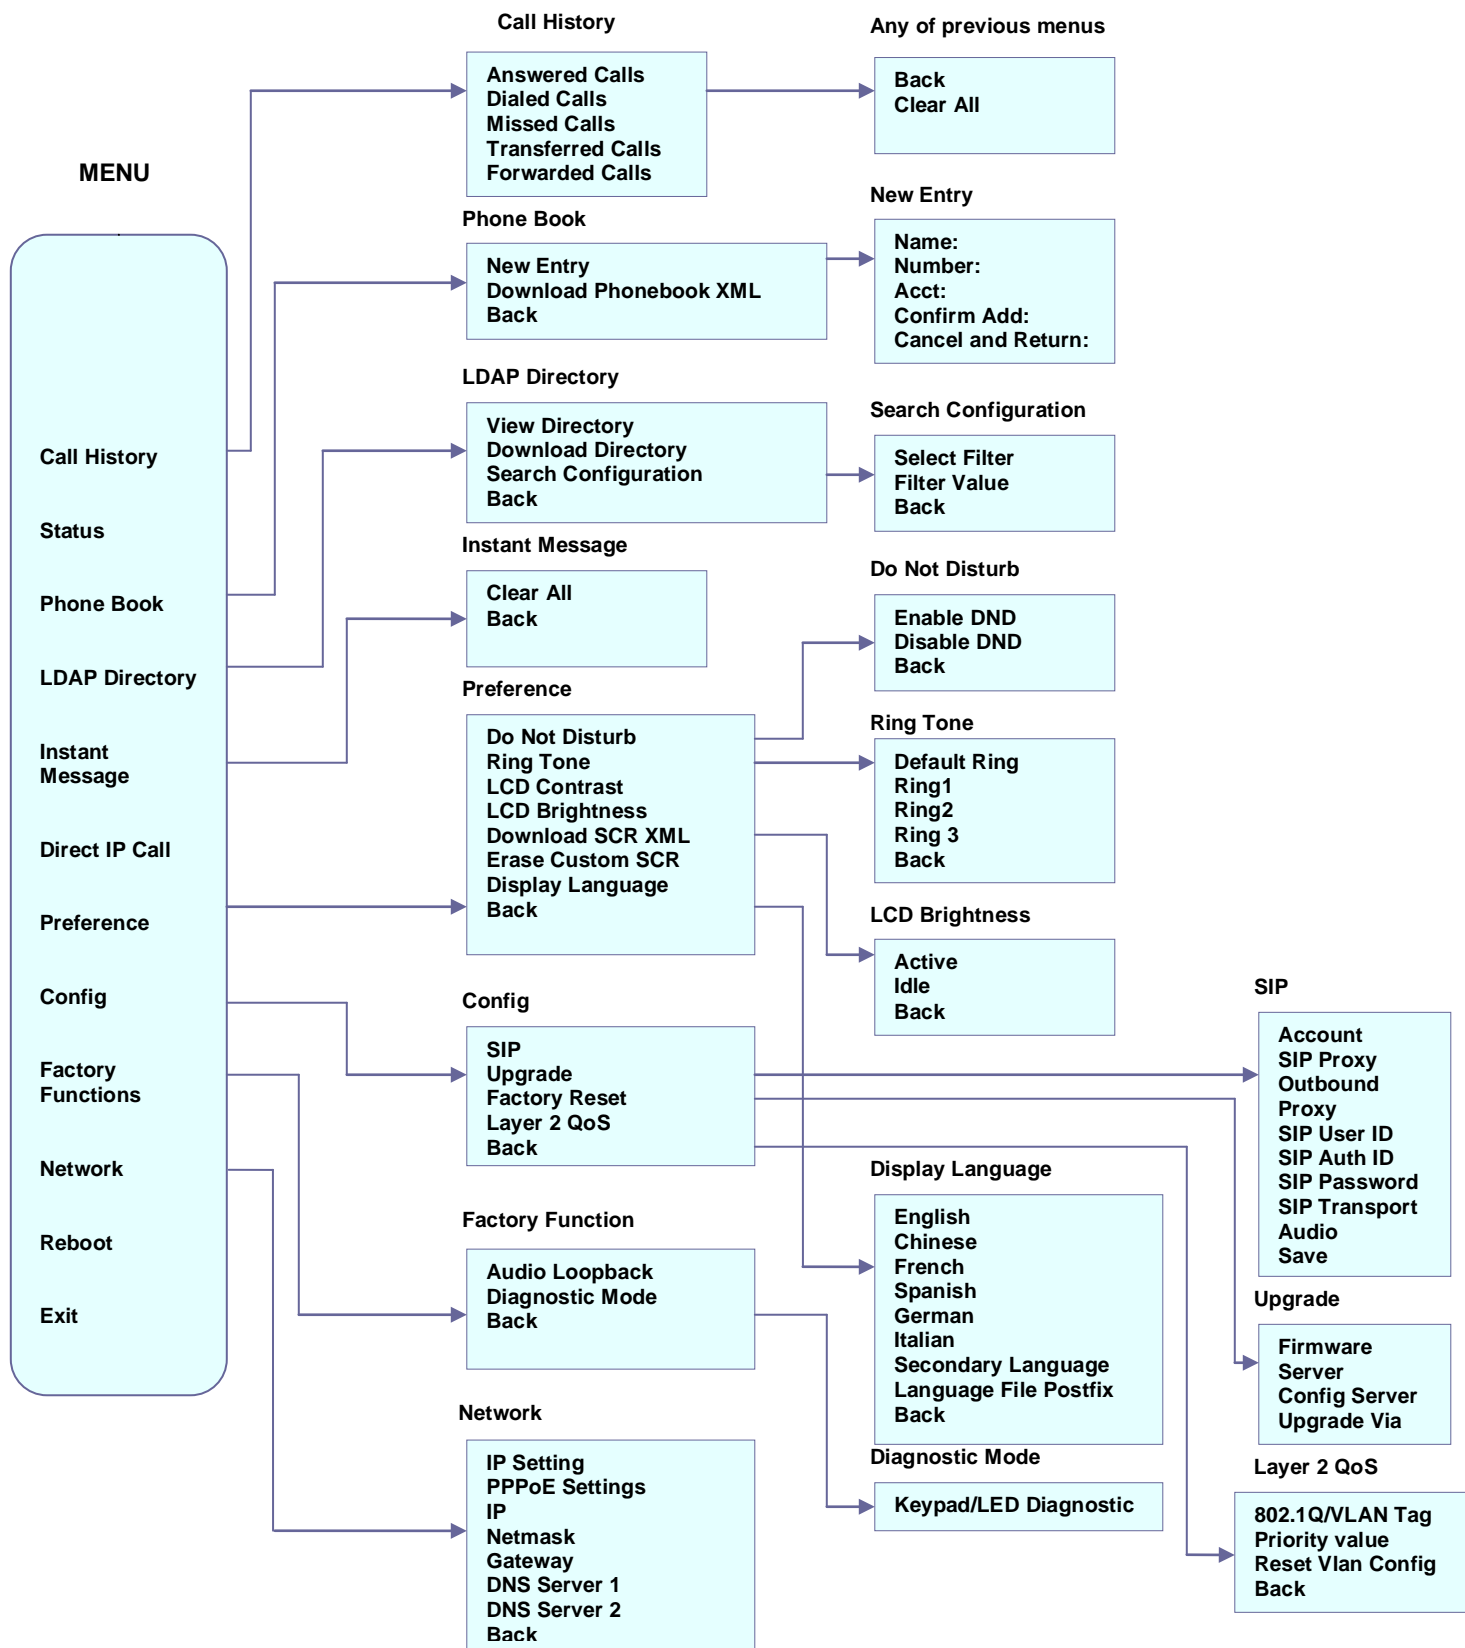 MENU
Call History
Status
Phone Book
LDAP Directory
Instant
Message
Direct IP Call
Preference
Config
Factory
Functions
Network
Reboot
Exit
Call History
Answered Calls
Dialed Calls
Missed Calls
Transferred Calls
Forwarded Calls
Phone Book
New Entry
Download Phonebook XML
Back
LDAP Directory
View Directory
Download Directory
Search Configuration
Back
Instant Message
Clear All
Back
Preference
Do Not Disturb
Ring Tone
LCD Contrast
LCD Brightness
Download SCR XML
Erase Custom SCR
Display Language
Back
Config
SIP
Upgrade
Factory Reset
Layer 2 QoS
Back
Factory Function
Audio Loopback
Diagnostic Mode
Back
Network
IP Setting
PPPoE Settings
IP
Netmask
Gateway
DNS Server 1
DNS Server 2
Back
Any of previous menus
Back
Clear All
New Entry
Name:
Number:
Acct:
Confirm Add:
Cancel and Return:
Search Configuration
Select Filter
Filter Value
Back
Do Not Disturb
Enable DND
Disable DND
Back
Ring Tone
Default Ring
Ring1
Ring2
Ring 3
Back
LCD Brightness
Active
Idle
Back
Display Language
English
Chinese
French
Spanish
German
Italian
Secondary Language
Language File Postfix
Back
Diagnostic Mode
Keypad/LED Diagnostic
SIP
Account
SIP Proxy
Outbound
Proxy
SIP User ID
SIP Auth ID
SIP Password
SIP Transport
Audio
Save
Upgrade
Firmware
Server
Config Server
Upgrade Via
Layer 2 QoS
802.1Q/VLAN Tag
Priority value
Reset Vlan Config
Back